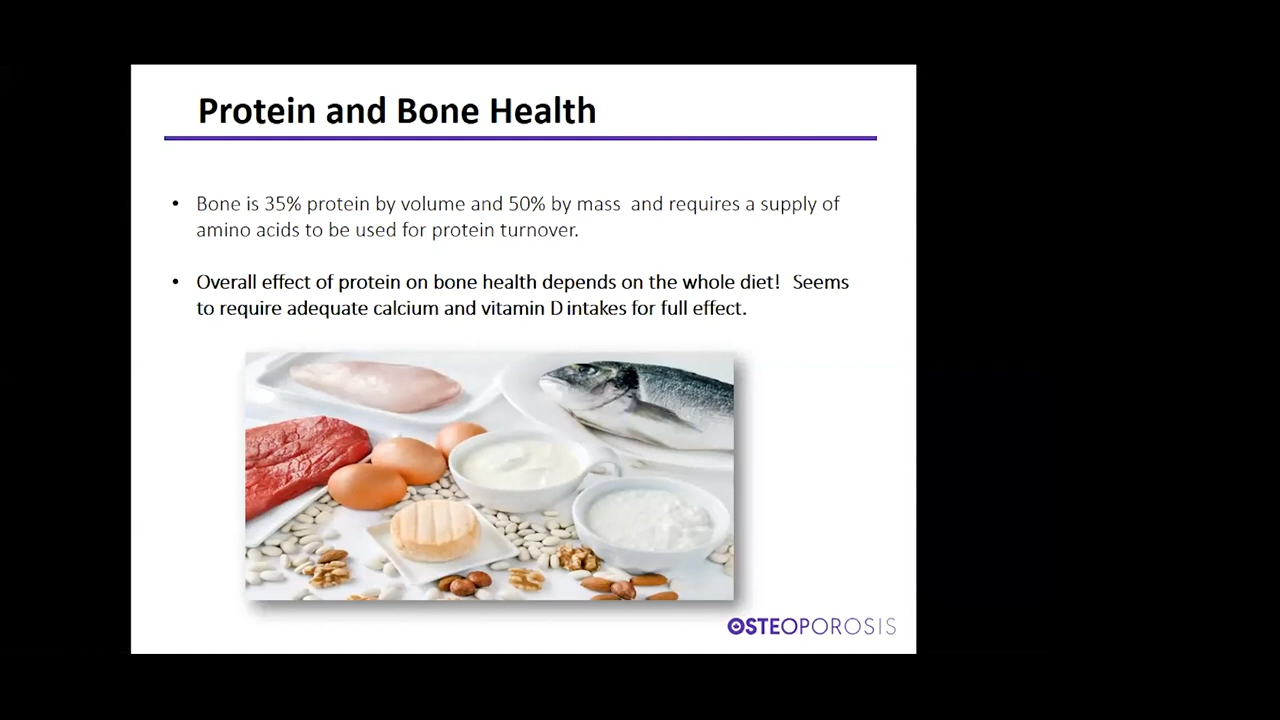 Protein and Bone Health
• Bone is 35% protein by volume and 50% by mass and requires a supply of
amino acids to be used for protein turnover.
• Overall effect of protein on bone health depends on the whole diet! Seems
to require adequate calcium and vitamin D intakes for full effect.
OSTEOPOROSIS